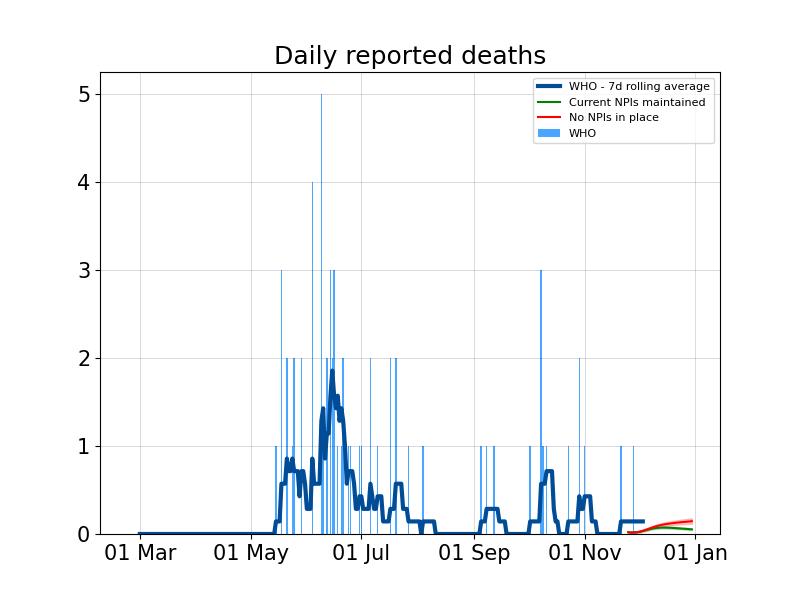 Daily reported deaths
WHO - 7d rolling average
Current NPIs maintained
No NPIs in place
WHO
5
4
3
2
1
0
01 Mar
01 May
01 Jul
01 Sep
01 Nov
01 Jan